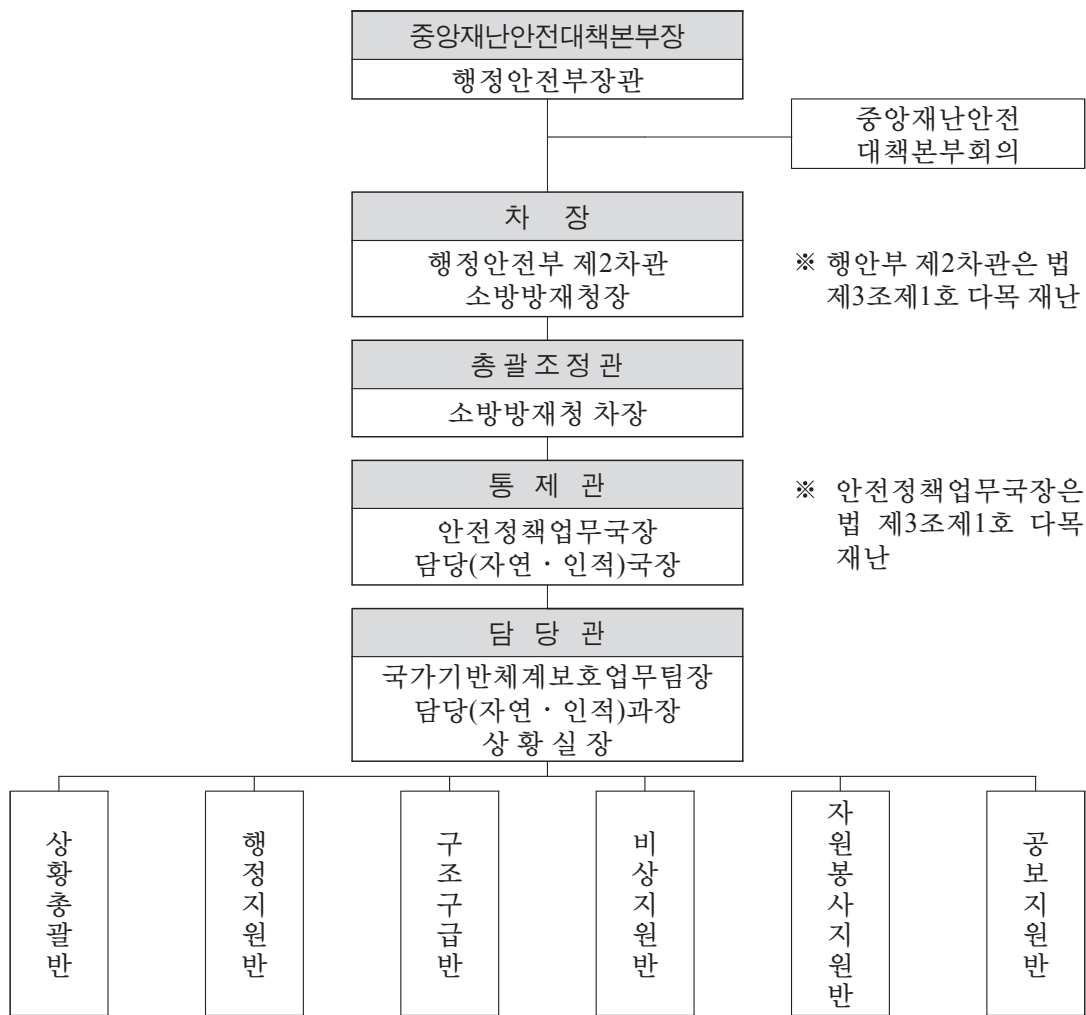 중앙재난안전대책본부장
행정안전부장관
중앙재난안전
대책본부회의
차 장
행정안전부 제2차관
소방방재청장
※ 행안부 제2차관은 법
제3조제1호 다목 재난
총괄조정관
소방방재청 차장
통 제 관
안전정책업무국장
담당(자연·인적)국장
※ 안전정책업무국장은
법 제3조제1호 다목
재난
담 당 관
국가기반체계보호업무팀장
담당(자연·인적)과장
상 황 실 장
상황총괄반
행정지원반
구조구급반
비상지원반
자원봉사지원반
공보지원반